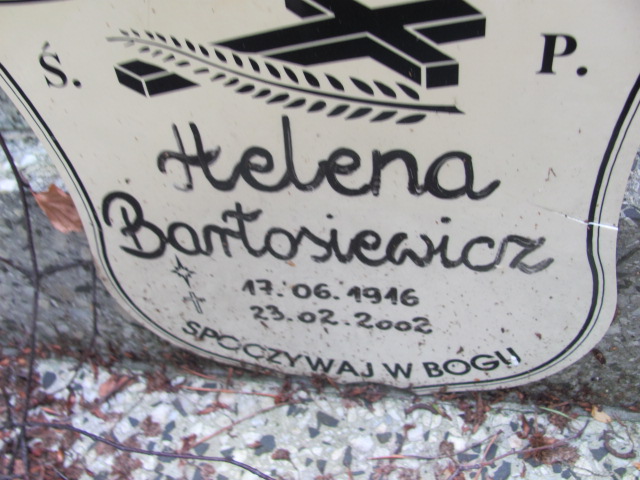 Ś. P.
Helena
Bartosiewicz
17.06.1916
23.02.2002
SPOCZYWAJ W BOGU